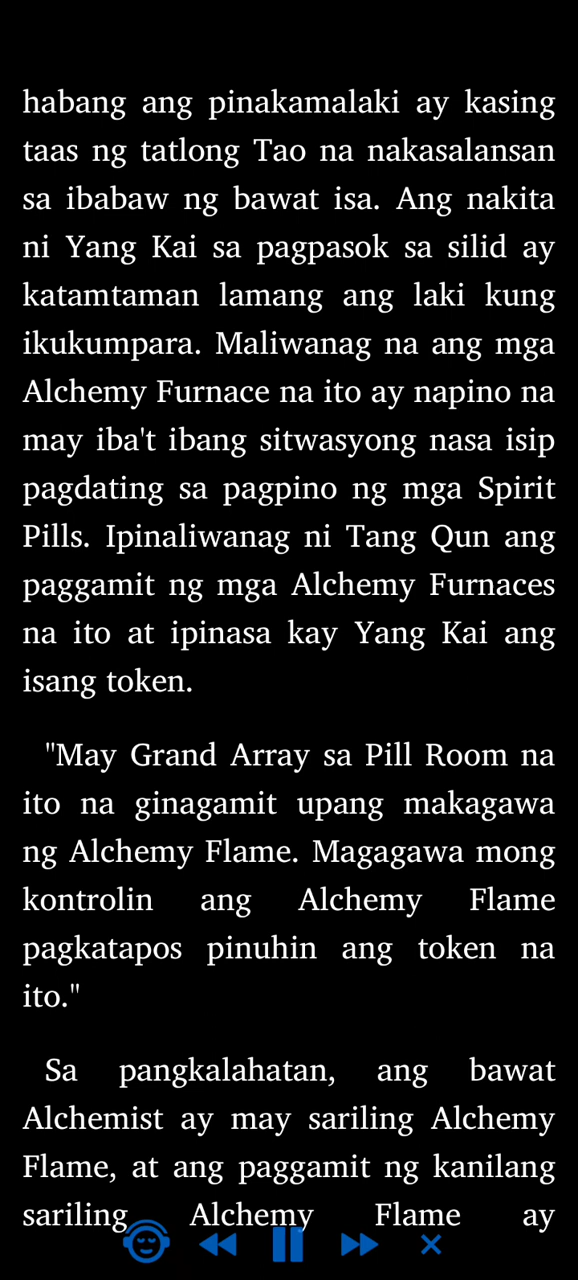 habang ang pinakamalaki ay kasing
taas ng tatlong Tao na nakasalansan
sa ibabaw ng bawat isa. Ang nakita
ni Yang Kai sa pagpasok sa silid ay
katamtaman lamang ang laki kung
ikukumpara. Maliwanag na ang mga
Alchemy Furnace na ito ay napino na
may iba't ibang sitwasyong nasa isip
pagdating sa pagpino ng mga Spirit
Pills. Ipinaliwanag ni Tang Qun ang
paggamit ng mga Alchemy Furnaces
na ito at ipinasa kay Yang Kai ang
isang token.
"May Grand Array sa Pill Room na
ito na ginagamit upang makagawa
ng Alchemy Flame. Magagawa mong
kontrolin ang Alchemy Flame
pagkatapos pinuhin ang token na
ito."
Sa pangkalahatan, ang bawat
Alchemist ay may sariling Alchemy
Flame, at ang paggamit ng kanilang
sariling Alchemy Flame ay